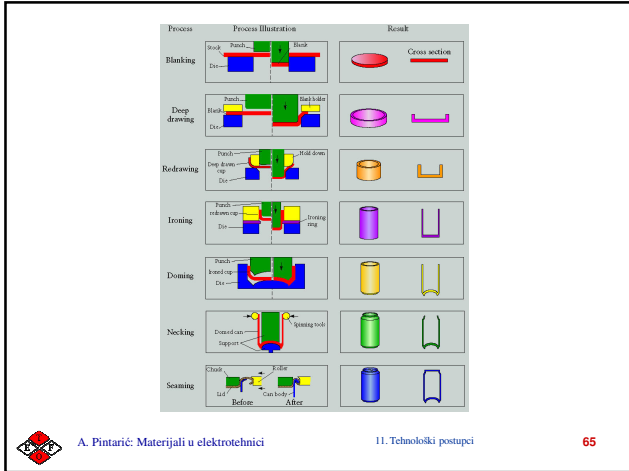 Process Process Illustration Result
Blanking
Stock
Punch
Blank
Die
Cross section
Deep
drawing
Punch
Blank holder
Blank
Die
Redrawing
Punch
Hold down
Deep drawn
cup
Die
Ironing
Punch
redrawn cup
Die
Ironing
ring
Doming
Punch
Ironed cup
Die
Necking
Spinning tools
Domed can
Support
Seaming
Chuck
Roller
Lid
Can body
Before After
E T F O
A. Pintarić: Materijali u elektrotehnici 11. Tehnološki postupci 65